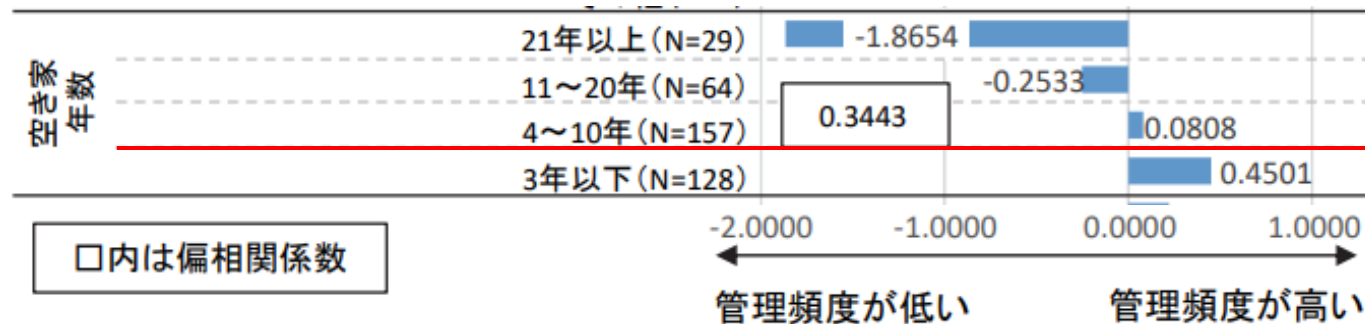 空き家
年数
21年以上(N=29)
-1.8654
11～20年(N=64)
-0.2533
4～10年(N=157)
0.3443
0.0808
3年以下(N=128)
0.4501
-2.0000 -1.0000 0.0000 1.0000
□内は偏相関係数
管理頻度が低い 管理頻度が高い